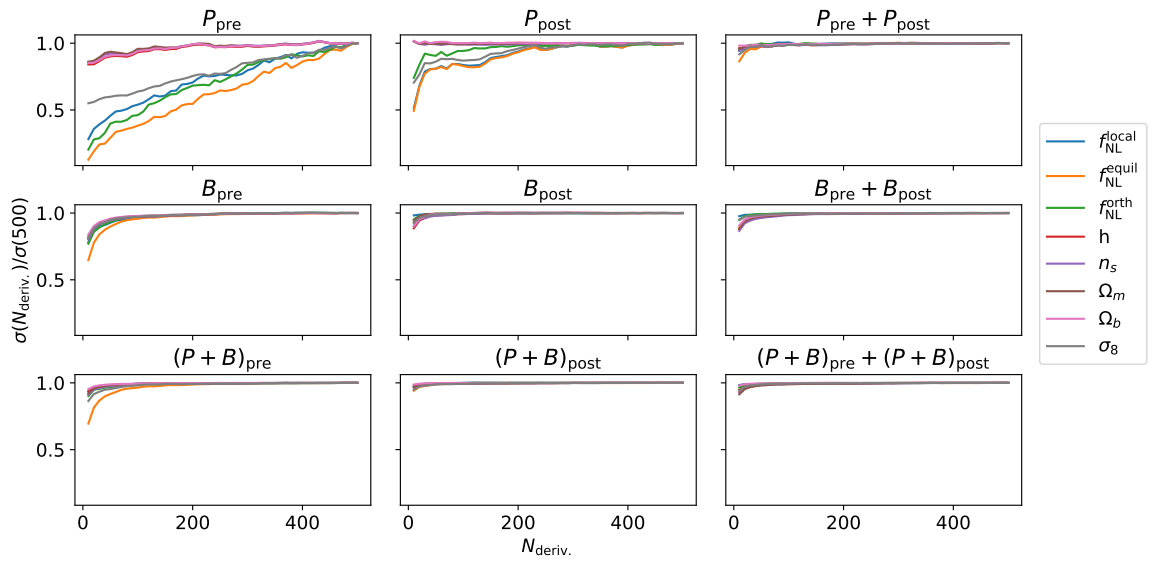 P_pre
P_post
P_pre + P_post
1.0
0.5
B_pre
B_post
B_pre + B_post
1.0
0.5
(P + B)_pre
(P + B)_post
(P + B)_pre + (P + B)_post
1.0
0.5
0
200
400
0
200
400
0
200
400
N_deriv.
σ(N_deriv.)/σ(500)
f_NL^local
f_NL^equil
f_NL^orth
h
n_s
Ω_m
Ω_b
σ_8